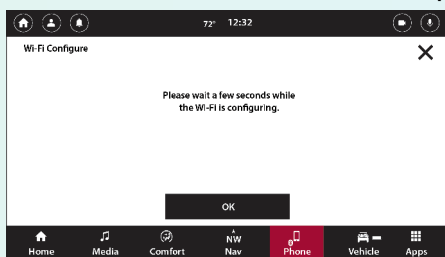 72° 12:32
Wi-Fi Configure
Please wait a few seconds while
the Wi-Fi is configuring.
OK
NW
Home Media Comfort Nav Phone Vehicle Apps